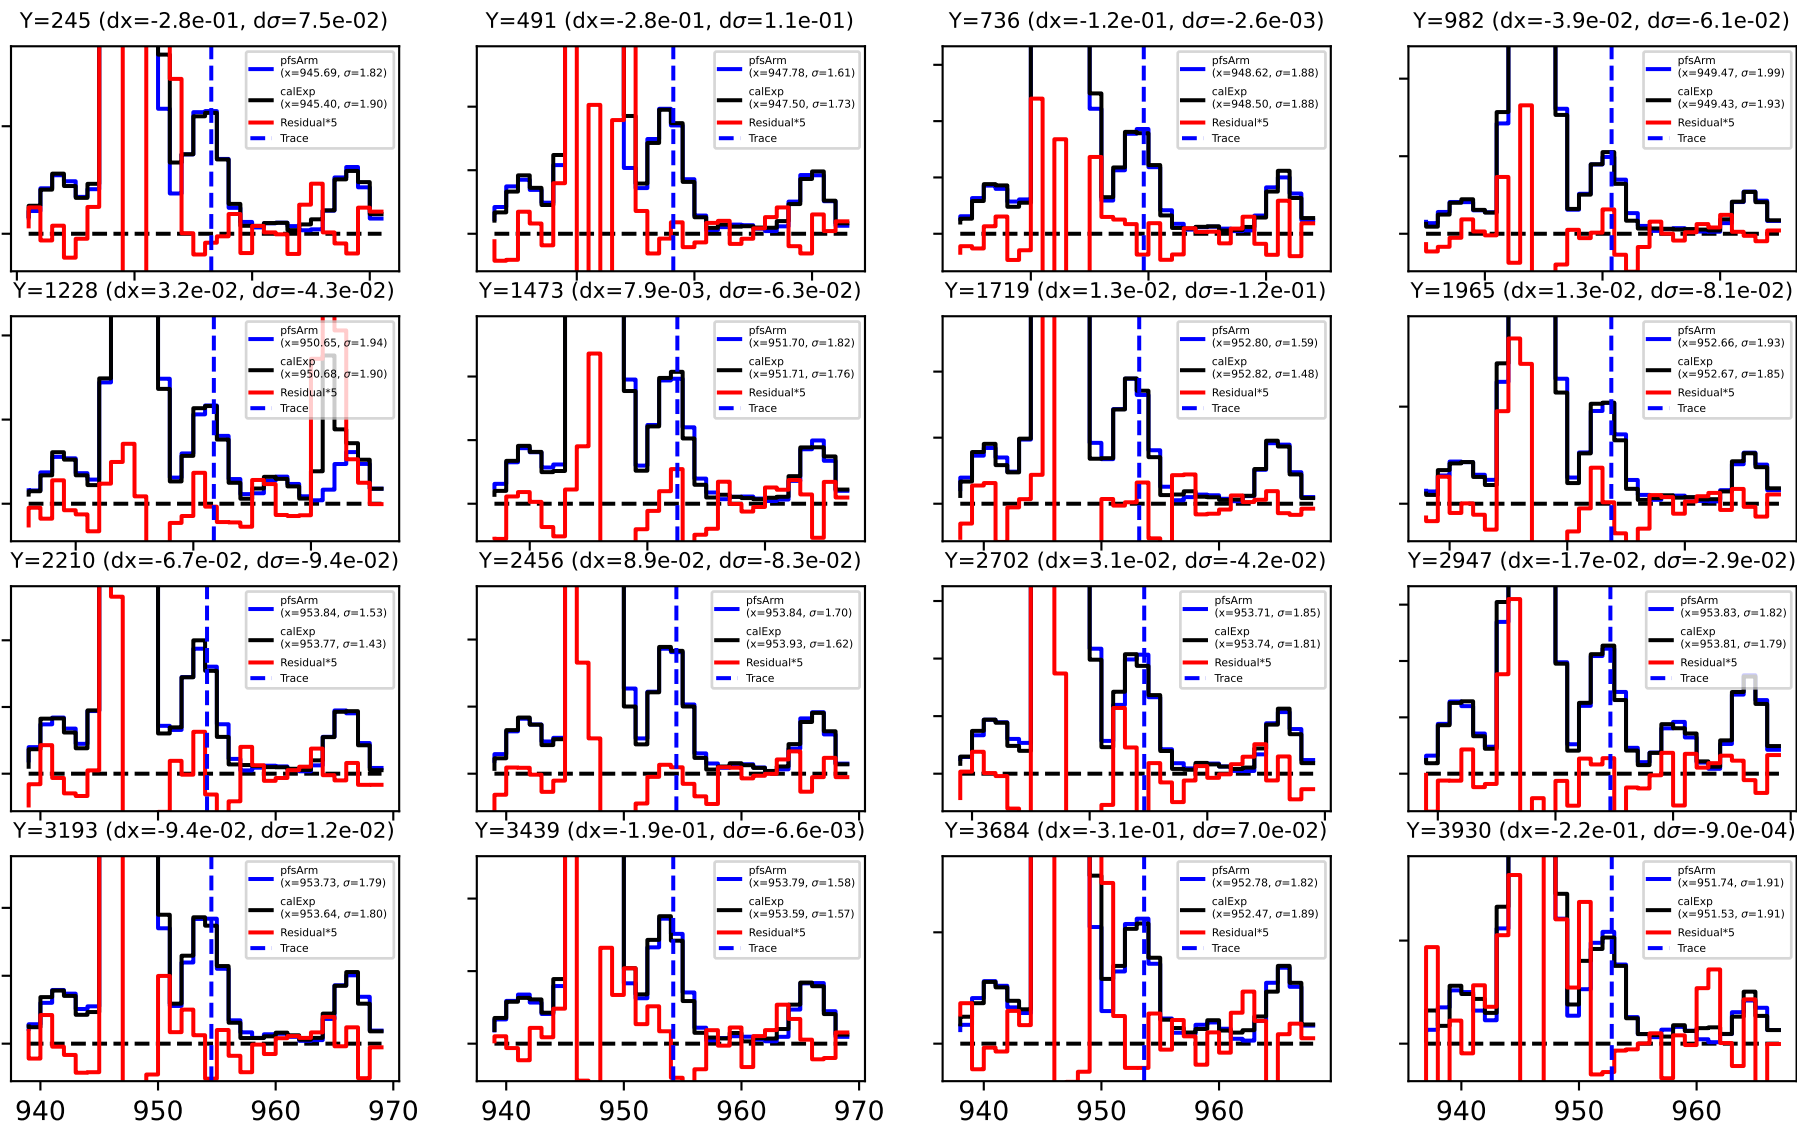 Y=245 (dx=-2.8e-01, dσ=7.5e-02)
pfsArm
(x=945.69, σ=1.82)
calExp
(x=945.40, σ=1.90)
Residual*5
Trace
Y=491 (dx=-2.8e-01, dσ=1.1e-01)
pfsArm
(x=947.78, σ=1.61)
calExp
(x=947.50, σ=1.73)
Residual*5
Trace
Y=736 (dx=-1.2e-01, dσ=-2.6e-03)
pfsArm
(x=948.62, σ=1.88)
calExp
(x=948.50, σ=1.88)
Residual*5
Trace
Y=982 (dx=-3.9e-02, dσ=-6.1e-02)
pfsArm
(x=949.47, σ=1.99)
calExp
(x=949.43, σ=1.93)
Residual*5
Trace
Y=1228 (dx=3.2e-02, dσ=-4.3e-02)
pfsArm
(x=950.65, σ=1.94)
calExp
(x=950.68, σ=1.90)
Residual*5
Trace
Y=1473 (dx=7.9e-03, dσ=-6.3e-02)
pfsArm
(x=951.70, σ=1.82)
calExp
(x=951.71, σ=1.76)
Residual*5
Trace
Y=1719 (dx=1.3e-02, dσ=-1.2e-01)
pfsArm
(x=952.80, σ=1.59)
calExp
(x=952.82, σ=1.48)
Residual*5
Trace
Y=1965 (dx=1.3e-02, dσ=-8.1e-02)
pfsArm
(x=952.66, σ=1.93)
calExp
(x=952.67, σ=1.85)
Residual*5
Trace
Y=2210 (dx=-6.7e-02, dσ=-9.4e-02)
pfsArm
(x=953.84, σ=1.53)
calExp
(x=953.77, σ=1.43)
Residual*5
Trace
Y=2456 (dx=8.9e-02, dσ=-8.3e-02)
pfsArm
(x=953.84, σ=1.70)
calExp
(x=953.93, σ=1.62)
Residual*5
Trace
Y=2702 (dx=3.1e-02, dσ=-4.2e-02)
pfsArm
(x=953.71, σ=1.85)
calExp
(x=953.74, σ=1.81)
Residual*5
Trace
Y=2947 (dx=-1.7e-02, dσ=-2.9e-02)
pfsArm
(x=953.83, σ=1.82)
calExp
(x=953.81, σ=1.79)
Residual*5
Trace
Y=3193 (dx=-9.4e-02, dσ=1.2e-02)
pfsArm
(x=953.73, σ=1.79)
calExp
(x=953.64, σ=1.80)
Residual*5
Trace
940 950 960 970
Y=3439 (dx=-1.9e-01, dσ=-6.6e-03)
pfsArm
(x=953.79, σ=1.58)
calExp
(x=953.59, σ=1.57)
Residual*5
Trace
940 950 960 970
Y=3684 (dx=-3.1e-01, dσ=7.0e-02)
pfsArm
(x=952.78, σ=1.82)
calExp
(x=952.47, σ=1.89)
Residual*5
Trace
940 950 960
Y=3930 (dx=-2.2e-01, dσ=-9.0e-04)
pfsArm
(x=951.74, σ=1.91)
calExp
(x=951.53, σ=1.91)
Residual*5
Trace
940 950 960